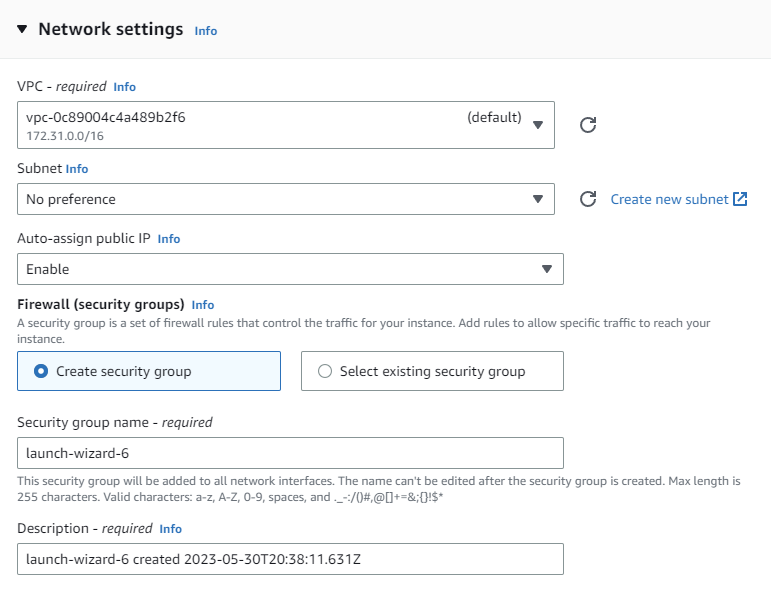 Network settings Info
VPC - required Info
vpc-0c89004c4a489b2f6 (default)
172.31.0.0/16
Subnet Info
No preference
Create new subnet
Auto-assign public IP Info
Enable
Firewall (security groups) Info
A security group is a set of firewall rules that control the traffic for your instance. Add rules to allow specific traffic to reach your
instance.
Create security group
Select existing security group
Security group name - required
launch-wizard-6
This security group will be added to all network interfaces. The name can't be edited after the security group is created. Max length is
255 characters. Valid characters: a-z, A-Z, 0-9, spaces, and ._-:/()#,@[]+=&;{}!$*
Description - required Info
launch-wizard-6 created 2023-05-30T20:38:11.631Z